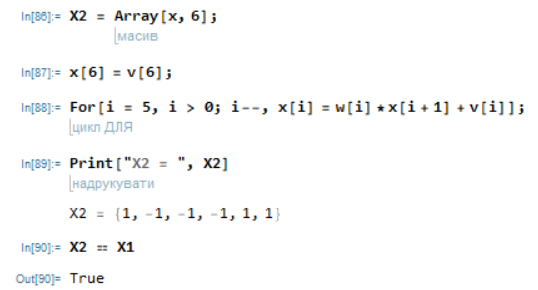 In[86]:= X2 = Array[x, 6];
масив
In[87]:= x[6] = v[6];
In[88]:= For[i = 5, i > 0; i--, x[i] = w[i] * x[i + 1] + v[i]];
цикл ДЛЯ
In[89]:= Print["X2 = ", X2]
надрукувати
X2 = {1, -1, -1, -1, 1, 1}
In[90]:= X2 == X1
Out[90]= True